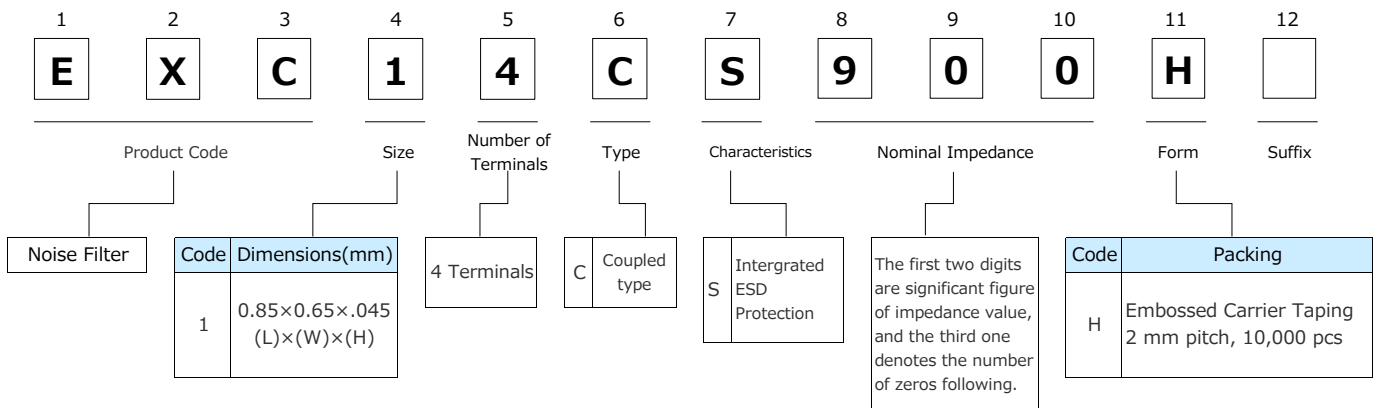 1 2 3 4 5 6 7 8 9 10 11 12
E X C 1 4 C S 9 0 0 H
Product Code
Size
Number of
Terminals
Type
Characteristics
Nominal Impedance
Form
Suffix
Noise Filter
Code Dimensions(mm)
1 0.85×0.65×.045
(L)×(W)×(H)
4 Terminals
C Coupled
type
S Intergrated
ESD
Protection
The first two digits
are significant figure
of impedance value,
and the third one
denotes the number
of zeros following.
Code Packing
H Embossed Carrier Taping
2 mm pitch, 10,000 pcs